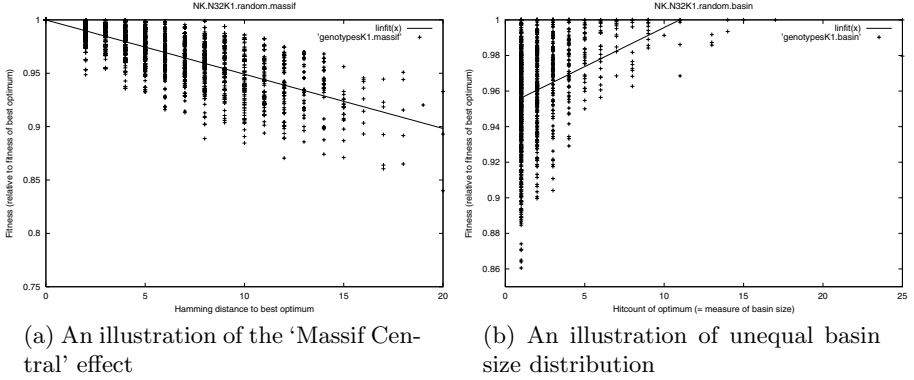 NK.N32K1.random.massif
linfit(x)
'genotypesK1.massif'
1
0.95
0.9
0.85
0.8
0.75
Fitness (relative to fitness of best optimum)
0 5 10 15 20
Hamming distance to best optimum
NK.N32K1.random.basin
linfit(x)
'genotypesK1.basin'
1
0.98
0.96
0.94
0.92
0.9
0.88
0.86
Fitness (relative to fitness of best optimum)
0 5 10 15 20 25
Hitcount of optimum (= measure of basin size)
(a) An illustration of the ‘Massif Cen-
tral’ effect
(b) An illustration of unequal basin
size distribution